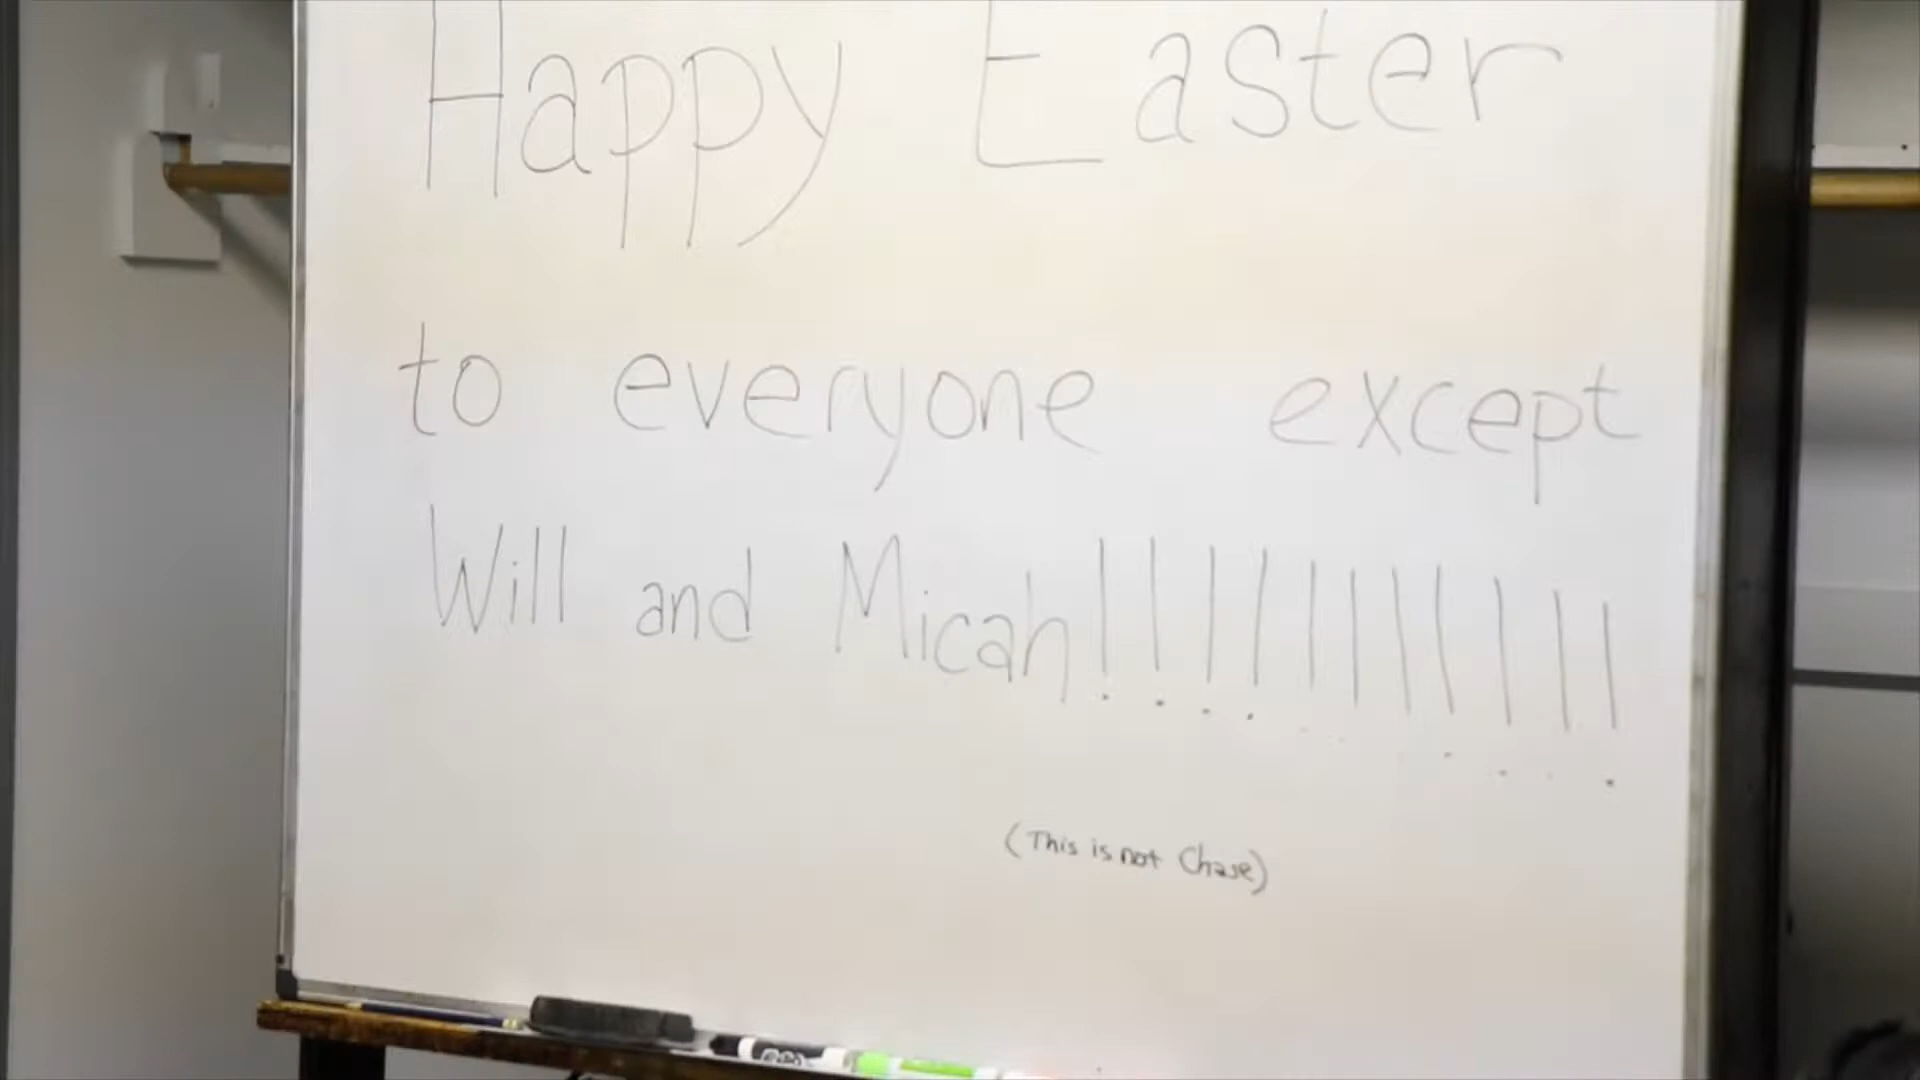 Happy Easter
to everyone except
Will and Micah!!!!!!!!!!!
(This is not Chase)